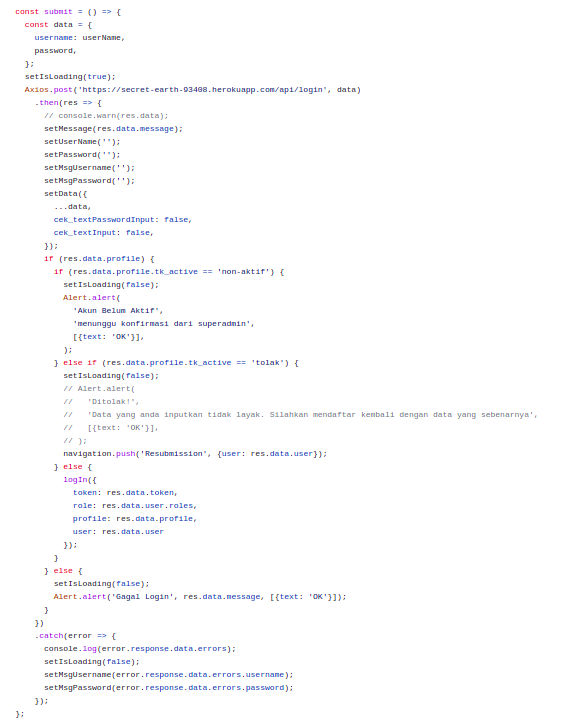 const submit = () => {
  const data = {
    username: userName,
    password,
  };
  setIsLoading(true);
  Axios.post('https://secret-earth-93408.herokuapp.com/api/login', data)
    .then(res => {
      // console.warn(res.data);
      setMessage(res.data.message);
      setUserName('');
      setPassword('');
      setMsgUsername('');
      setMsgPassword('');
      setData({
        ...data,
        cek_textPasswordInput: false,
        cek_textInput: false,
      });
      if (res.data.profile) {
        if (res.data.profile.tk_active == 'non-aktif') {
          setIsLoading(false);
          Alert.alert(
            'Akun Belum Aktif',
            'menunggu konfirmasi dari superadmin',
            [{text: 'OK'}],
          );
        } else if (res.data.profile.tk_active == 'tolak') {
          setIsLoading(false);
          // Alert.alert(
          //   'Ditolak!',
          //   'Data yang anda inputkan tidak layak. Silahkan mendaftar kembali dengan data yang sebenarnya',
          //   [{text: 'OK'}],
          // );
          navigation.push('Resubmission', {user: res.data.user});
        } else {
          logIn({
            token: res.data.token,
            role: res.data.user.roles,
            profile: res.data.profile,
            user: res.data.user
          });
        }
      } else {
        setIsLoading(false);
        Alert.alert('Gagal Login', res.data.message, [{text: 'OK'}]);
      }
    })
    .catch(error => {
      console.log(error.response.data.errors);
      setIsLoading(false);
      setMsgUsername(error.response.data.errors.username);
      setMsgPassword(error.response.data.errors.password);
    });
};